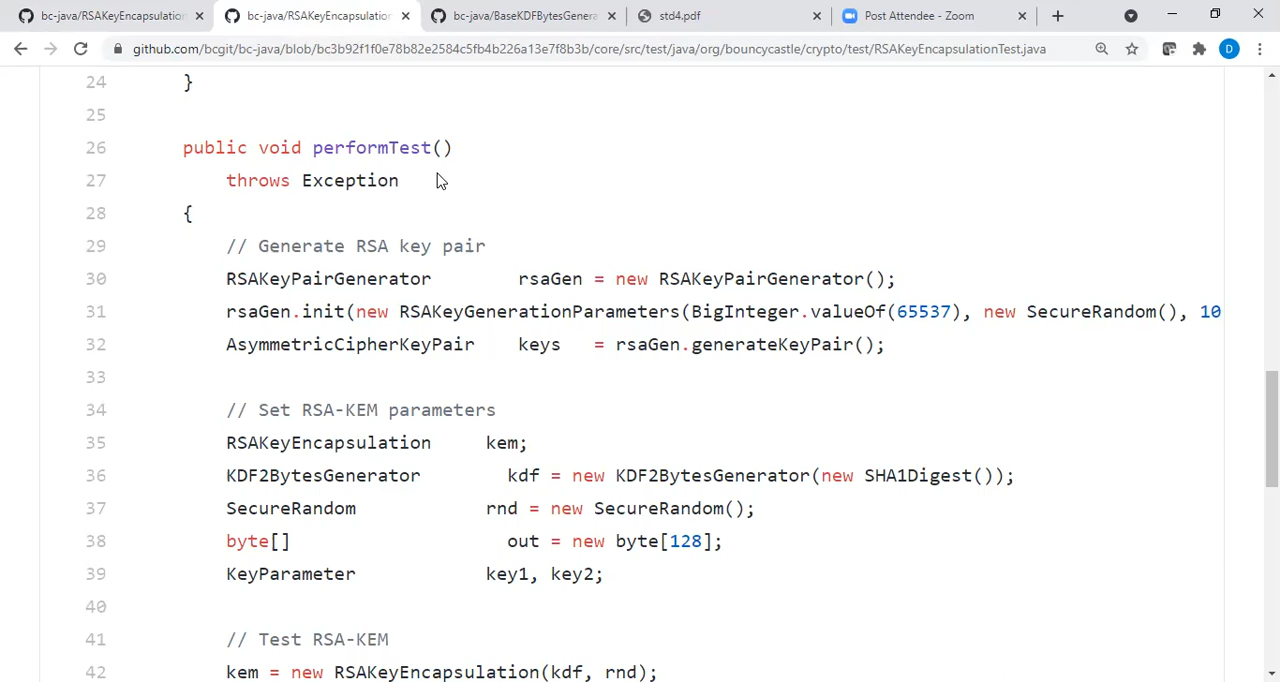 bc-java/RSAKeyEncapsulation
bc-java/RSAKeyEncapsulation
bc-java/BaseKDFBytesGenera
std4.pdf
Post Attendee - Zoom
github.com/bcgit/bc-java/blob/bc3b92f1f0e78b82e2584c5fb4b226a13e7f8b3b/core/src/test/java/org/bouncycastle/crypto/test/RSAKeyEncapsulationTest.java
D
24 }
25
26 public void performTest()
27 throws Exception
28 {
29 // Generate RSA key pair
30 RSAKeyPairGenerator rsaGen = new RSAKeyPairGenerator();
31 rsaGen.init(new RSAKeyGenerationParameters(BigInteger.valueOf(65537), new SecureRandom(), 10
32 AsymmetricCipherKeyPair keys = rsaGen.generateKeyPair();
33
34 // Set RSA-KEM parameters
35 RSAKeyEncapsulation kem;
36 KDF2BytesGenerator kdf = new KDF2BytesGenerator(new SHA1Digest());
37 SecureRandom rnd = new SecureRandom();
38 byte[] out = new byte[128];
39 KeyParameter key1, key2;
40
41 // Test RSA-KEM
42 kem = new RSAKeyEncapsulation(kdf, rnd);